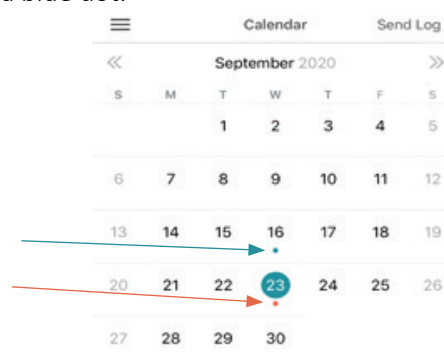 Calendar Send Log
« September 2020 »
S M T W T F S
1 2 3 4 5
6 7 8 9 10 11 12
13 14 15 16 17 18 19
20 21 22 23 24 25 26
27 28 29 30